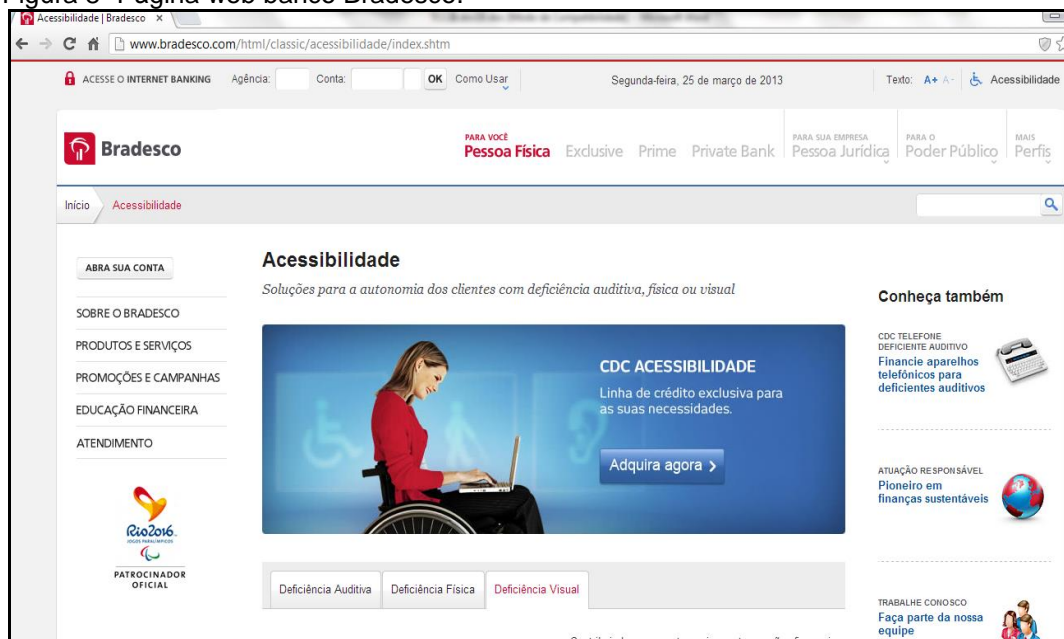 Acessibilidade | Bradesco
www.bradesco.com/html/classic/acessibilidade/index.shtm
ACESSE O INTERNET BANKING Agência: Conta: OK Como Usar Segunda-feira, 25 de março de 2013 Texto: A+ A- Acessibilidade
Bradesco
PARA VOCÊ
Pessoa Física Exclusive Prime Private Bank
PARA SUA EMPRESA
Pessoa Jurídica
PARA O
Poder Público
MAIS
Perfis
Início Acessibilidade
ABRA SUA CONTA
SOBRE O BRADESCO
PRODUTOS E SERVIÇOS
PROMOÇÕES E CAMPANHAS
EDUCAÇÃO FINANCEIRA
ATENDIMENTO
Rio2016
JOGOS PARALÍMPICOS
PATROCINADOR
OFICIAL
Acessibilidade
Soluções para a autonomia dos clientes com deficiência auditiva, física ou visual
CDC ACESSIBILIDADE
Linha de crédito exclusiva para
as suas necessidades.
Adquira agora >
Deficiência Auditiva Deficiência Física Deficiência Visual
Conheça também
CDC TELEFONE
DEFICIENTE AUDITIVO
Financie aparelhos
telefônicos para
deficientes auditivos
ATUAÇÃO RESPONSÁVEL
Pioneiro em
finanças sustentáveis
TRABALHE CONOSCO
Faça parte da nossa
equipe